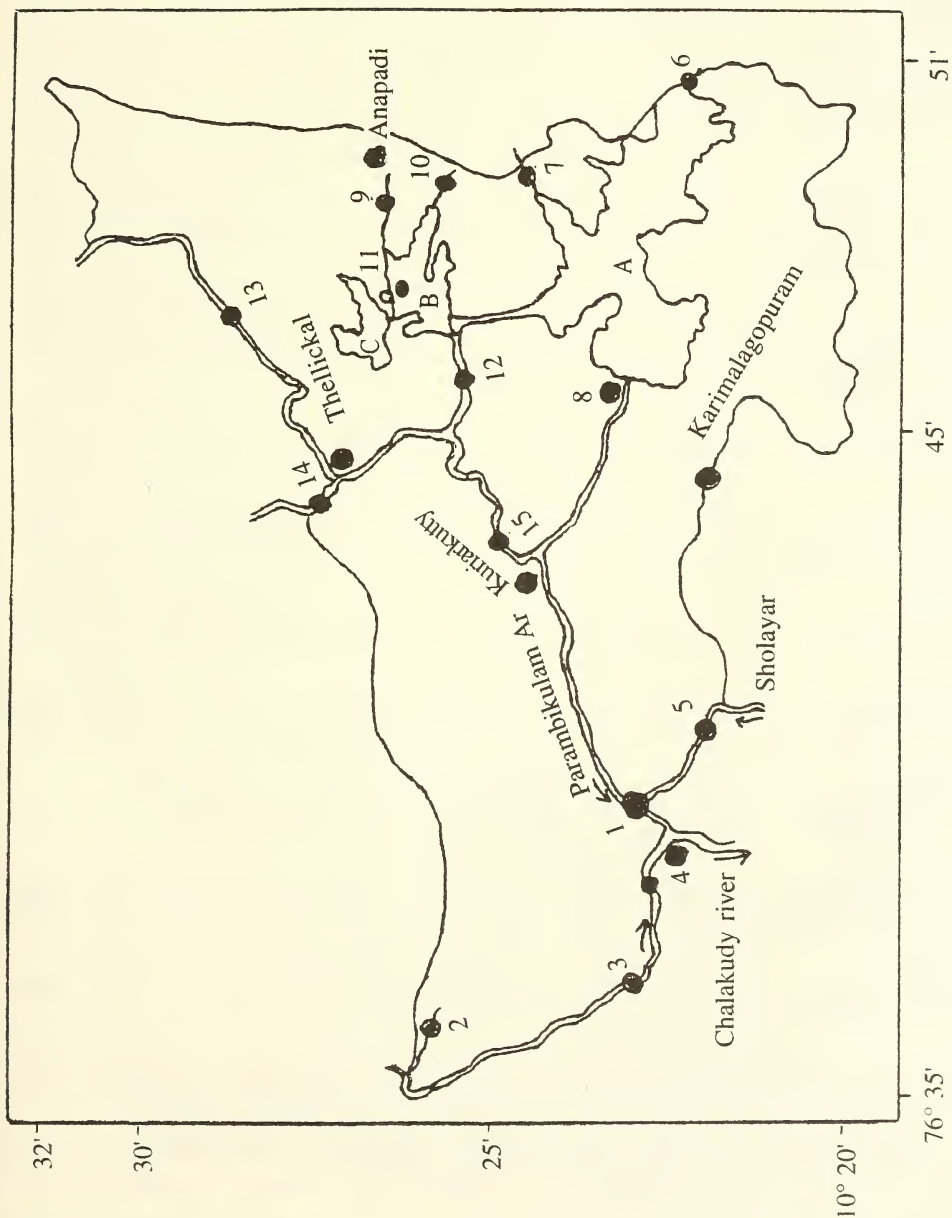 32'
30'
25'
10° 20'
76° 35'
45'
51'
Anapadi
Thellickal
Kuriarkutty
Parambikulam Ar
Karimalagopuram
Sholayar
Chalakudy river
1
2
3
4
5
6
7
8
9
10
11
12
13
14
15
A
B
C